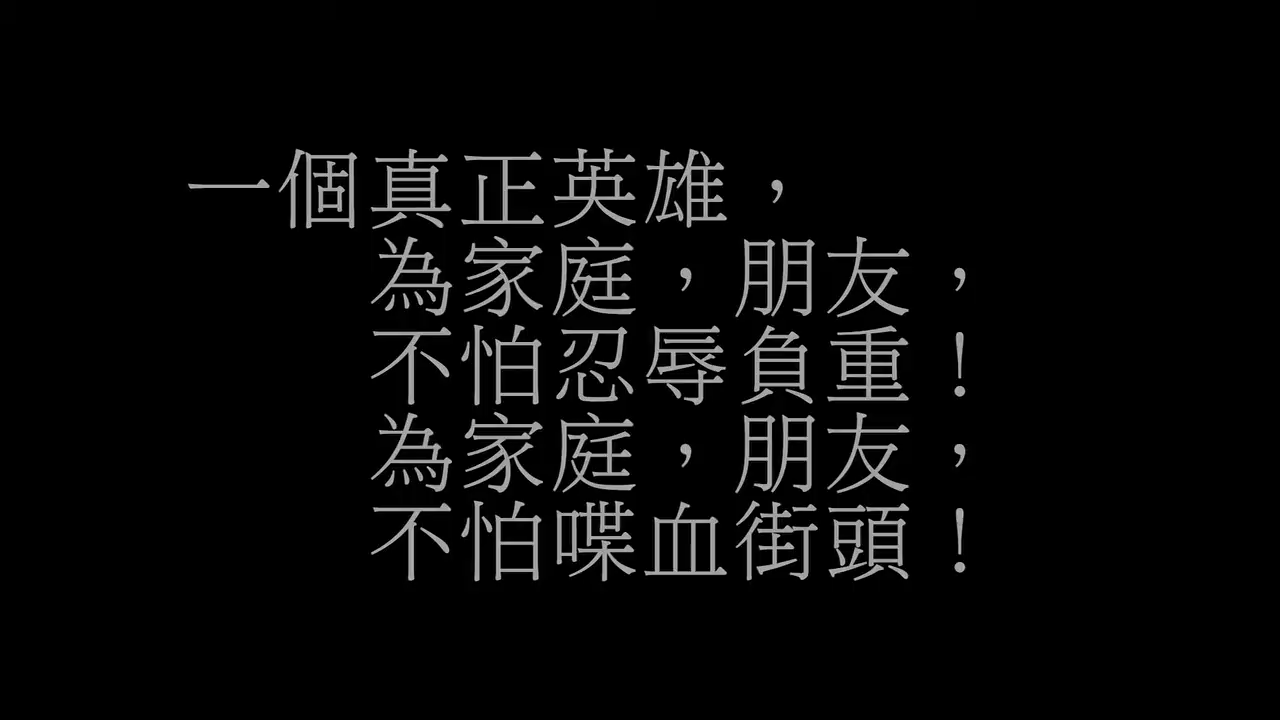 一個真正英雄，
為家庭，朋友，
不怕忍辱負重！
為家庭，朋友，
不怕喋血街頭！